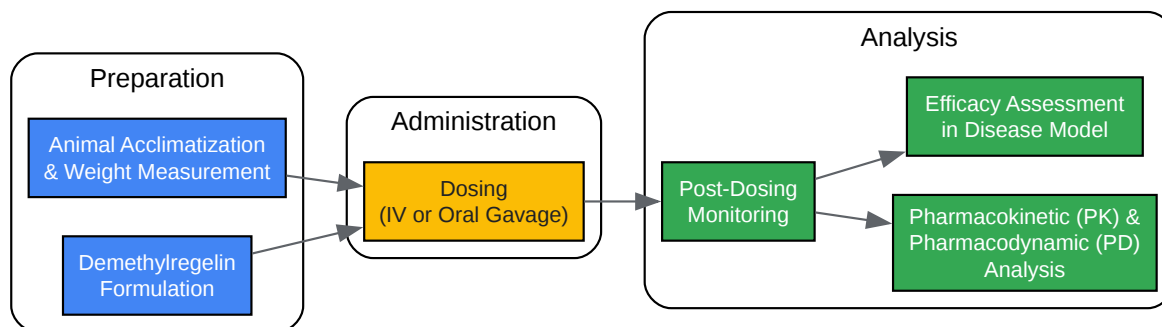 Preparation
Animal Acclimatization
& Weight Measurement
Demethylregelin
Formulation
Administration
Dosing
(IV or Oral Gavage)
Analysis
Post-Dosing
Monitoring
Efficacy Assessment
in Disease Model
Pharmacokinetic (PK) &
Pharmacodynamic (PD)
Analysis